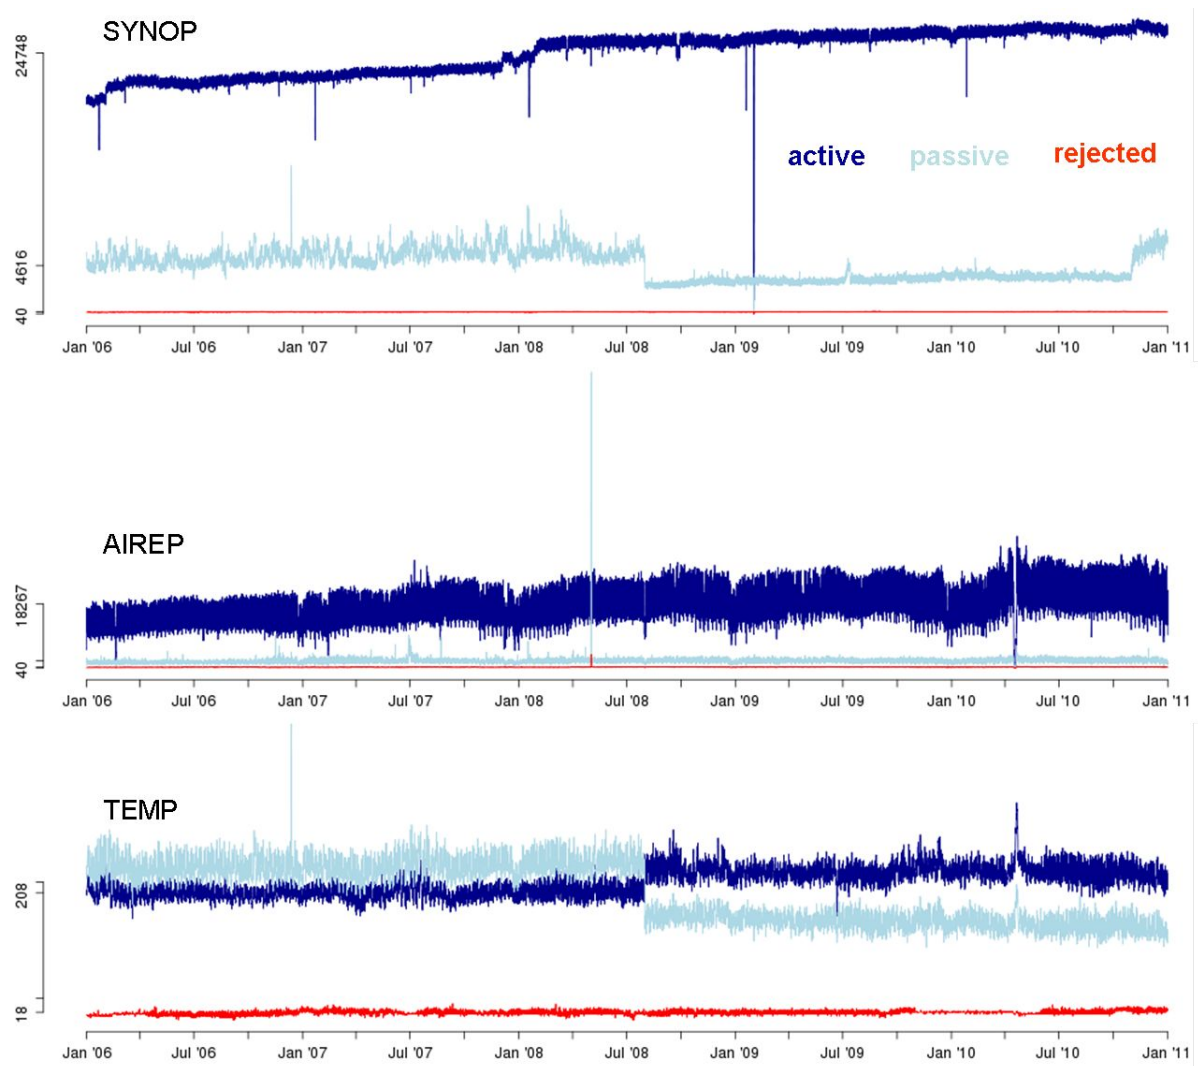 SYNOP
24748
active passive rejected
4616
40
Jan '06 Jul '06 Jan '07 Jul '07 Jan '08 Jul '08 Jan '09 Jul '09 Jan '10 Jul '10 Jan '11
AIREP
18267
40
Jan '06 Jul '06 Jan '07 Jul '07 Jan '08 Jul '08 Jan '09 Jul '09 Jan '10 Jul '10 Jan '11
TEMP
208
18
Jan '06 Jul '06 Jan '07 Jul '07 Jan '08 Jul '08 Jan '09 Jul '09 Jan '10 Jul '10 Jan '11